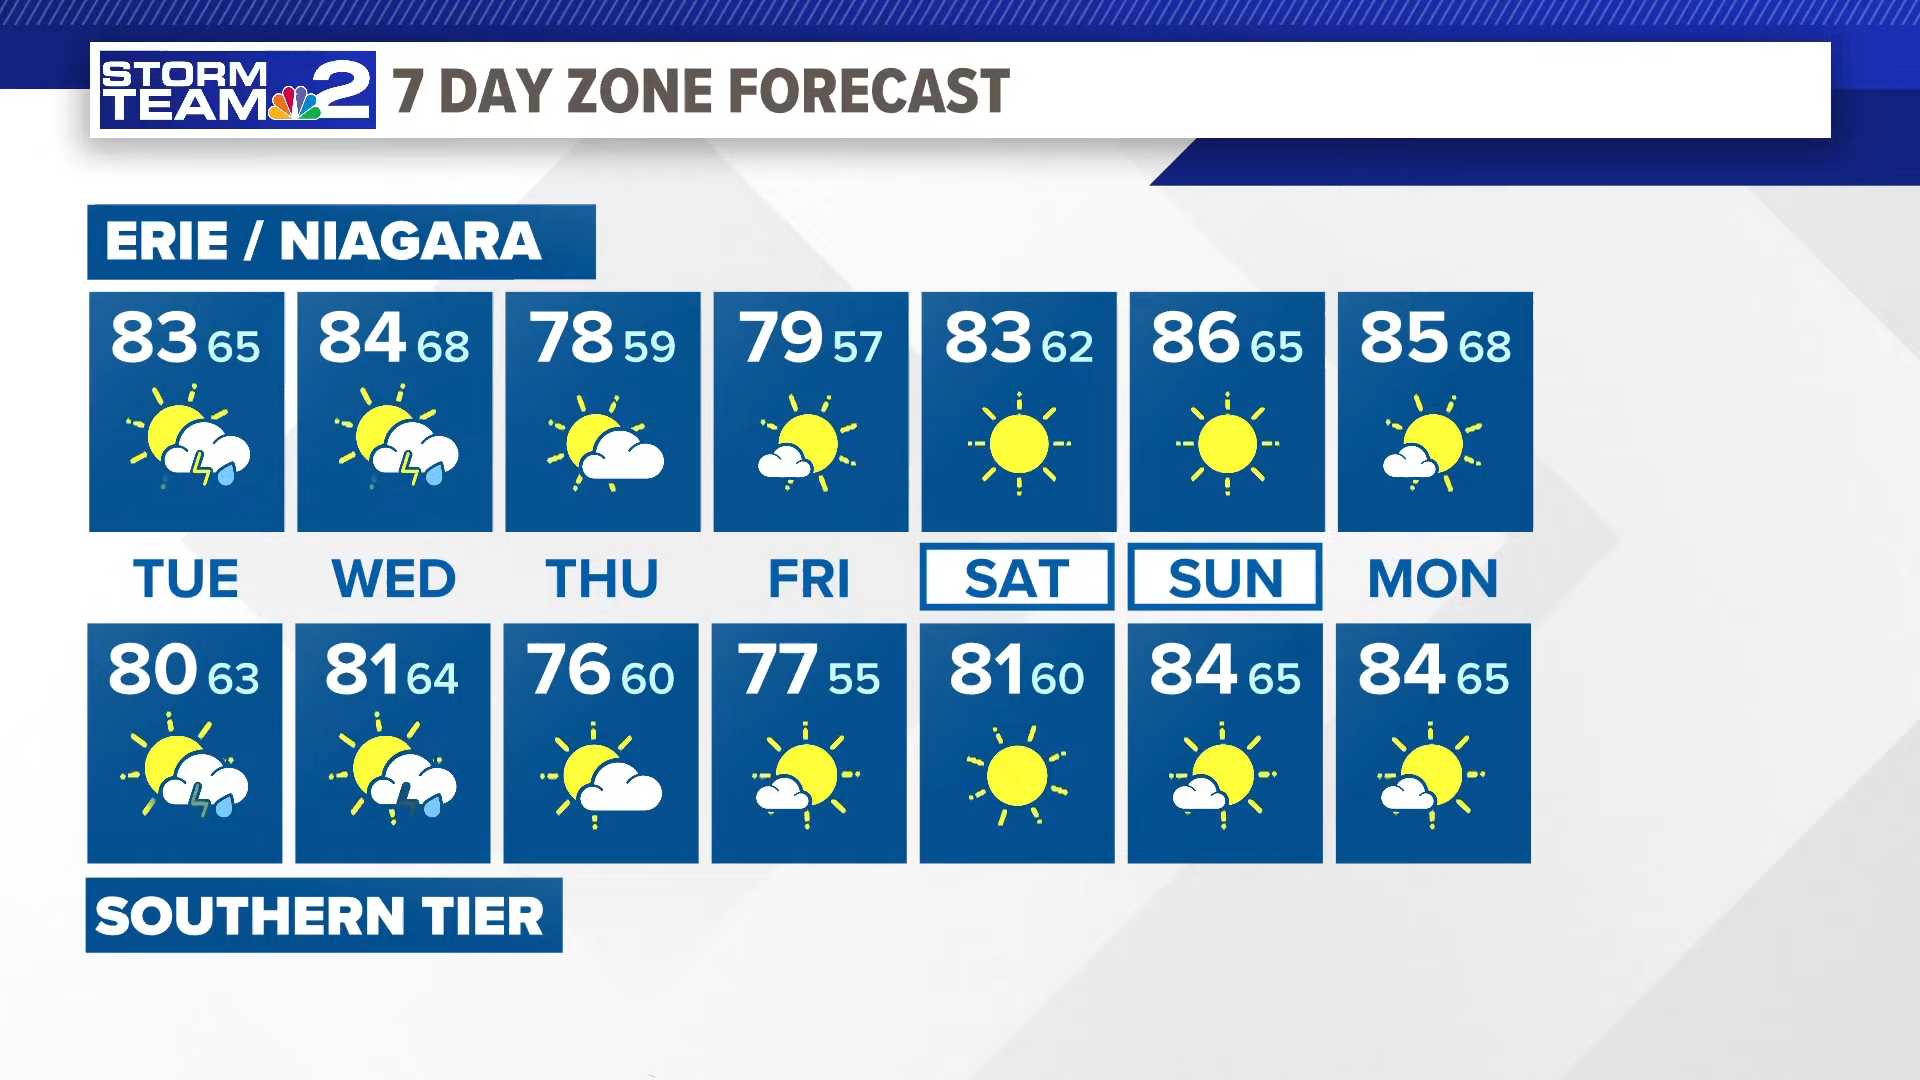 STORM
TEAM 2
7 DAY ZONE FORECAST
ERIE / NIAGARA
83 65 84 68 78 59 79 57 83 62 86 65 85 68
TUE WED THU FRI SAT SUN MON
80 63 81 64 76 60 77 55 81 60 84 65 84 65
SOUTHERN TIER